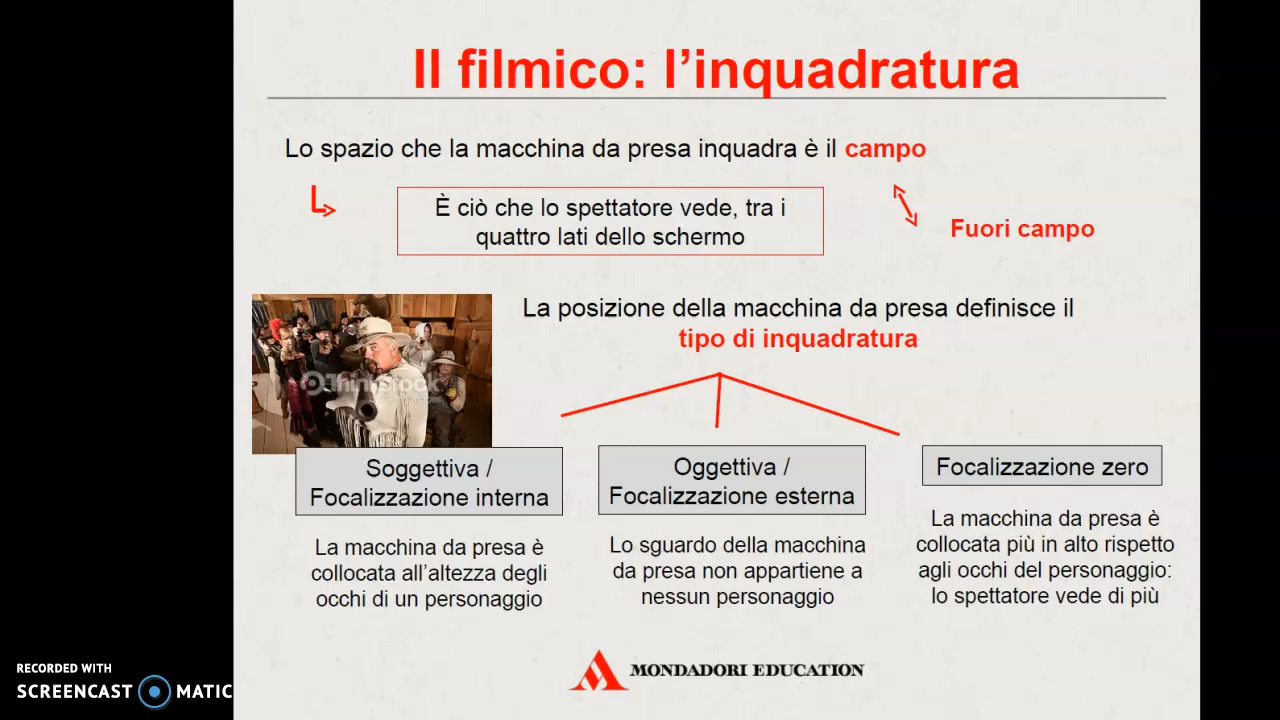 Il filmico: l’inquadratura
Lo spazio che la macchina da presa inquadra è il campo
È ciò che lo spettatore vede, tra i
quattro lati dello schermo
Fuori campo
La posizione della macchina da presa definisce il
tipo di inquadratura
Thinkstock
Soggettiva /
Focalizzazione interna
La macchina da presa è
collocata all’altezza degli
occhi di un personaggio
Oggettiva /
Focalizzazione esterna
Lo sguardo della macchina
da presa non appartiene a
nessun personaggio
Focalizzazione zero
La macchina da presa è
collocata più in alto rispetto
agli occhi del personaggio:
lo spettatore vede di più
MONDADORI EDUCATION
RECORDED WITH
SCREENCAST MATIC